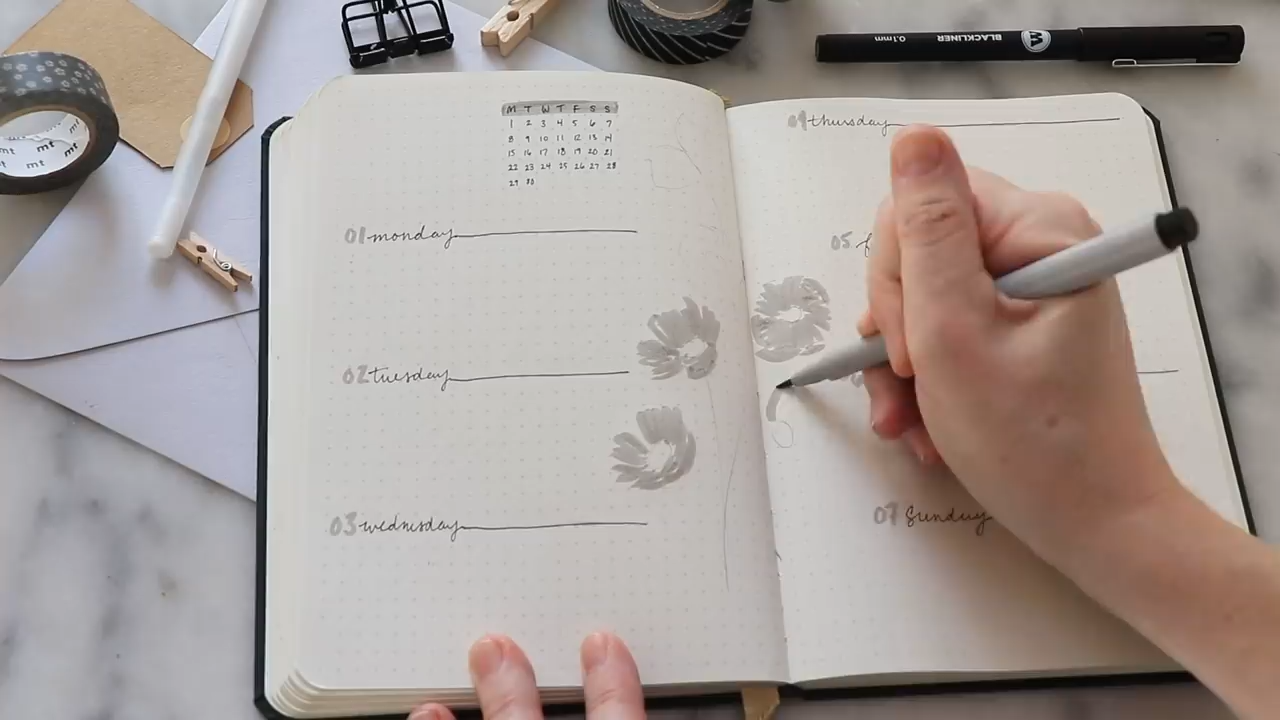 M T W T F S S
1 2 3 4 5 6 7
8 9 10 11 12 13 14
15 16 17 18 19 20 21
22 23 24 25 26 27 28
29 30
01 monday
02 tuesday
03 wednesday
04 thursday
05 f
07 Sunday
BLACKLINER
0.1mm
mt
mt
mt